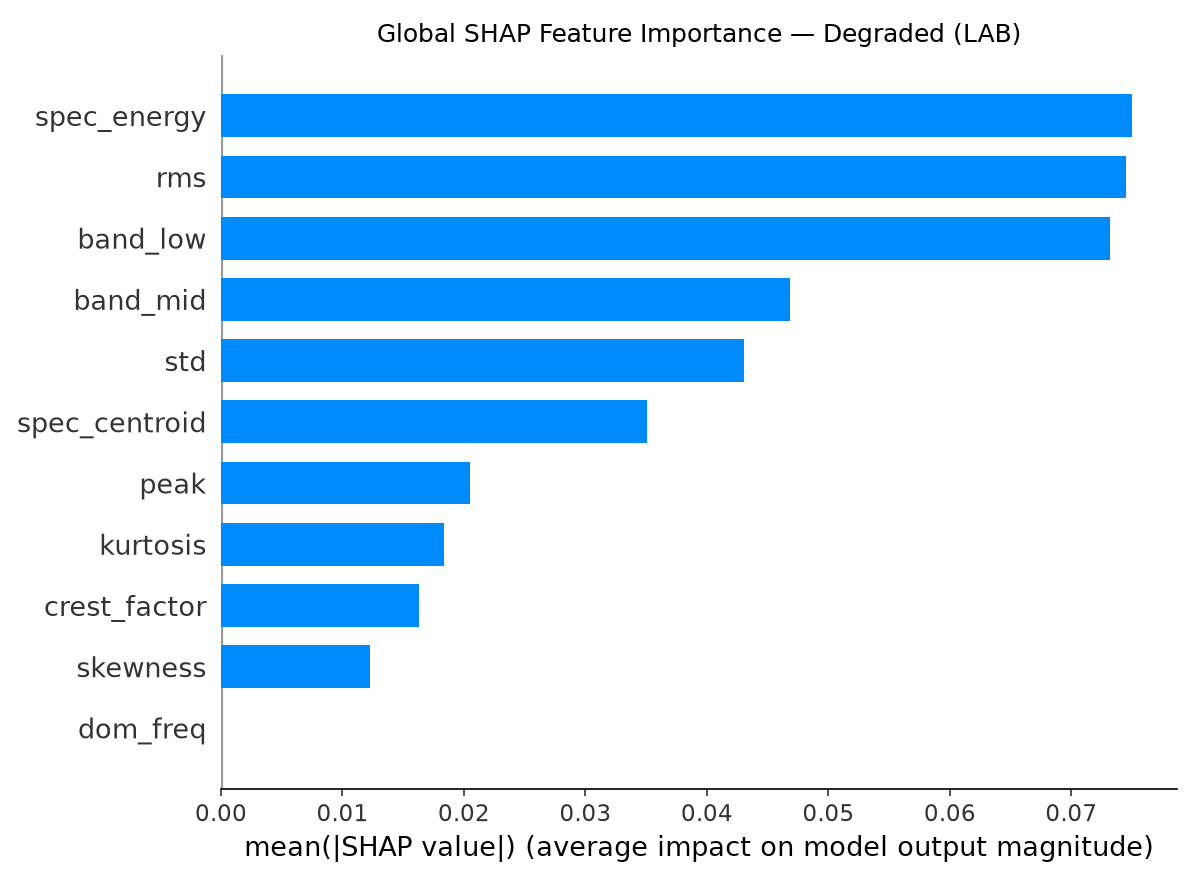 Global SHAP Feature Importance — Degraded (LAB)
spec_energy
rms
band_low
band_mid
std
spec_centroid
peak
kurtosis
crest_factor
skewness
dom_freq
0.00 0.01 0.02 0.03 0.04 0.05 0.06 0.07
mean(|SHAP value|) (average impact on model output magnitude)